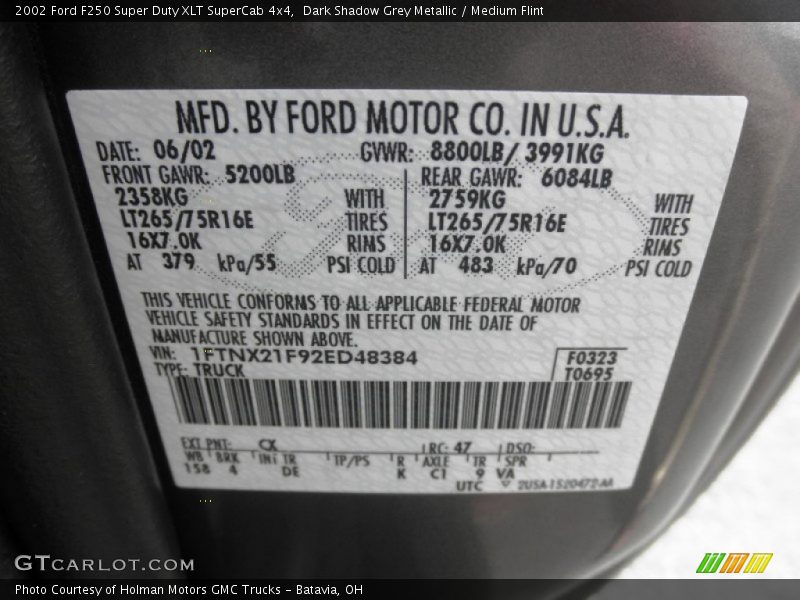 2002 Ford F250 Super Duty XLT SuperCab 4x4,  Dark Shadow Grey Metallic / Medium Flint
MFD. BY FORD MOTOR CO. IN U.S.A.
DATE: 06/02 GVWR: 8800LB/ 3991KG
FRONT GAWR: 5200LB REAR GAWR: 6084LB
2358KG WITH 2759KG WITH
LT265/75R16E TIRES LT265/75R16E TIRES
16X7.0K RIMS 16X7.0K RIMS
AT 379 kPa/55 PSI COLD AT 483 kPa/70 PSI COLD
THIS VEHICLE CONFORMS TO ALL APPLICABLE FEDERAL MOTOR
VEHICLE SAFETY STANDARDS IN EFFECT ON THE DATE OF
MANUFACTURE SHOWN ABOVE.
VIN: 1FTNX21F92ED48384 F0323
TYPE: TRUCK T0695
EXT PNT: CX RC: 47 DSO:
WB BRK INT TR TP/PS R AXLE TR SPR
158 4 DE K C1 9 VA
UTC 2USA-1520472-AA
GTCARLOT.COM
Photo Courtesy of Holman Motors GMC Trucks – Batavia, OH